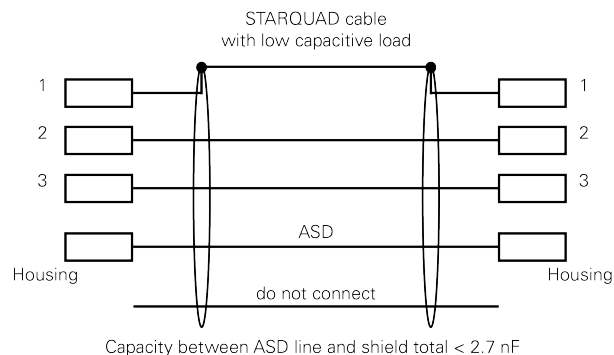 STARQUAD cable
with low capacitive load
1 1
2 2
3 3
ASD
Housing Housing
do not connect
Capacity between ASD line and shield total < 2.7 nF